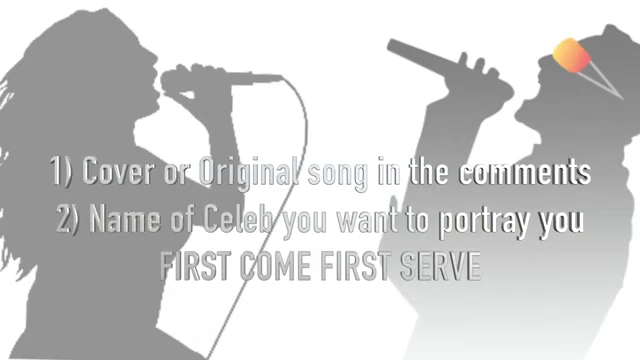 1) Cover or Original song in the comments
2) Name of Celeb you want to portray you
FIRST COME FIRST SERVE